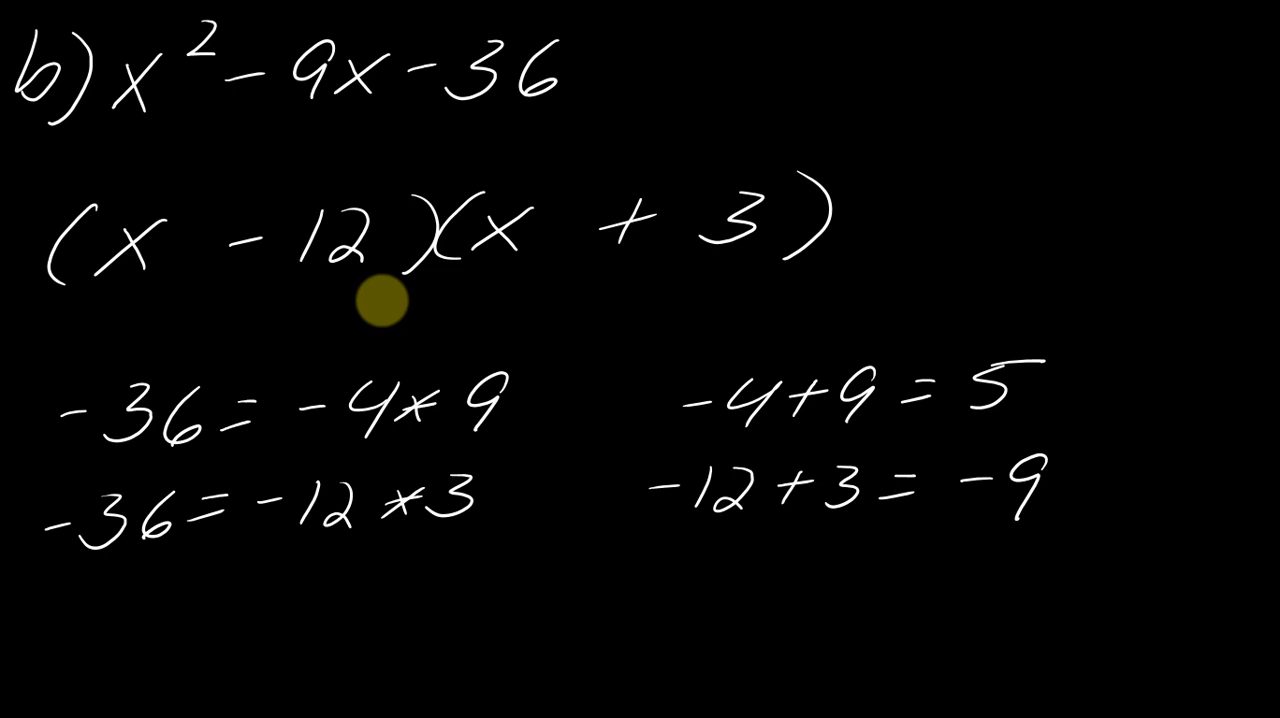 b) x² - 9x - 36
(x - 12)(x + 3)
-36 = -4 * 9 -4 + 9 = 5
-36 = -12 * 3 -12 + 3 = -9